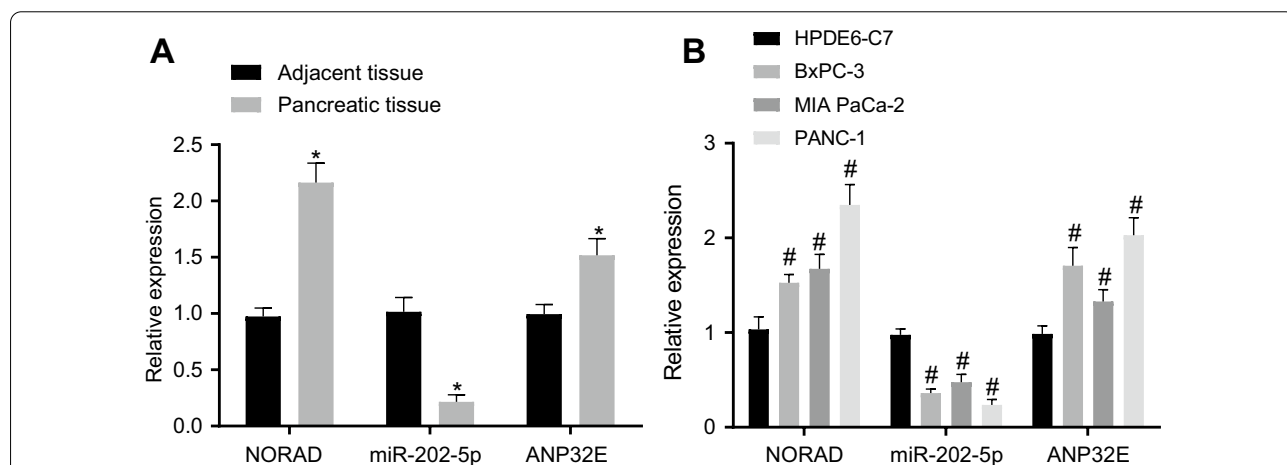 A
Adjacent tissue
Pancreatic tissue
Relative expression
2.5
2.0
1.5
1.0
0.5
0.0
*
*
*
NORAD
miR-202-5p
ANP32E
B
HPDE6-C7
BxPC-3
MIA PaCa-2
PANC-1
Relative expression
3
2
1
0
#
#
#
#
#
#
#
#
#
NORAD
miR-202-5p
ANP32E